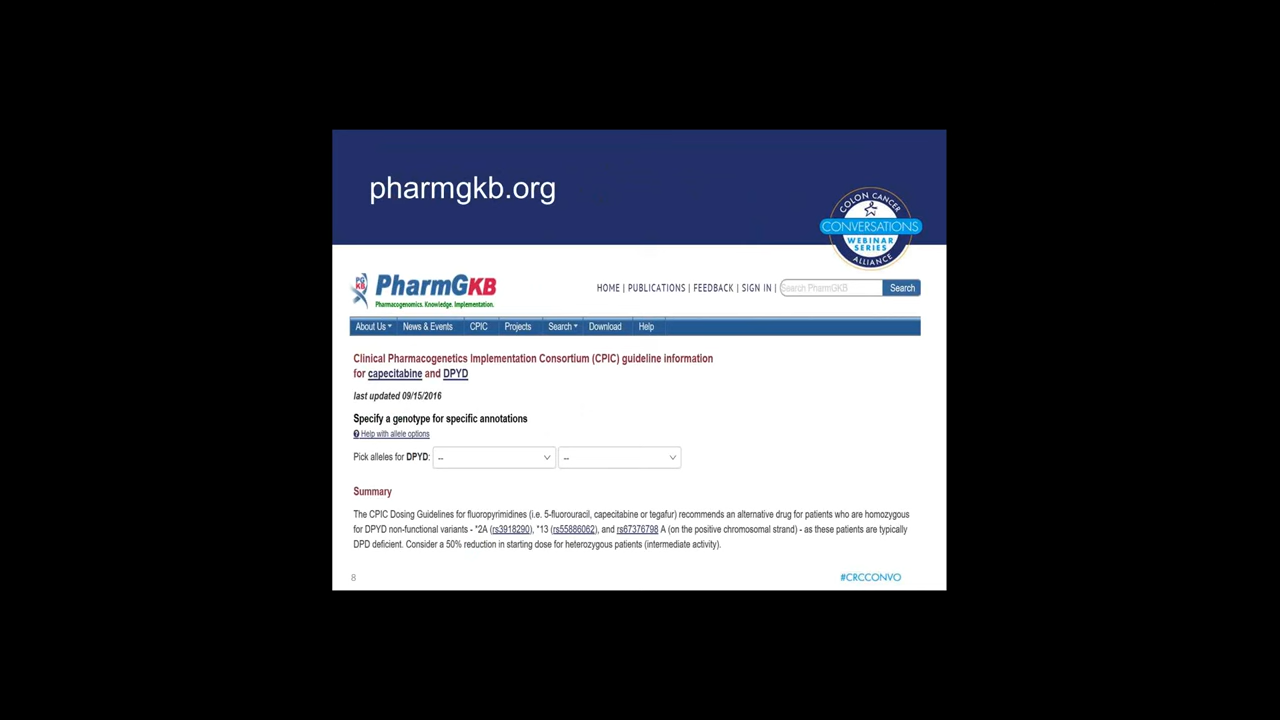 pharmgkb.org
COLON CANCER
CONVERSATIONS
WEBINAR
SERIES
ALLIANCE
PG
KB
PharmGKB
Pharmacogenomics. Knowledge. Implementation.
HOME | PUBLICATIONS | FEEDBACK | SIGN IN |
Search PharmGKB
Search
About Us
News & Events
CPIC
Projects
Search
Download
Help
Clinical Pharmacogenetics Implementation Consortium (CPIC) guideline information
for capecitabine and DPYD
last updated 09/15/2016
Specify a genotype for specific annotations
? Help with allele options
Pick alleles for DPYD: -- --
Summary
The CPIC Dosing Guidelines for fluoropyrimidines (i.e. 5-fluorouracil, capecitabine or tegafur) recommends an alternative drug for patients who are homozygous
for DPYD non-functional variants - *2A (rs3918290), *13 (rs55886062), and rs67376798 A (on the positive chromosomal strand) - as these patients are typically
DPD deficient. Consider a 50% reduction in starting dose for heterozygous patients (intermediate activity).
8
#CRCCONVO